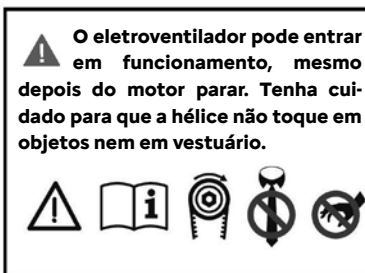 O eletroventilador pode entrar
em funcionamento, mesmo
depois do motor parar. Tenha cui-
dado para que a hélice não toque em
objetos nem em vestuário.
i